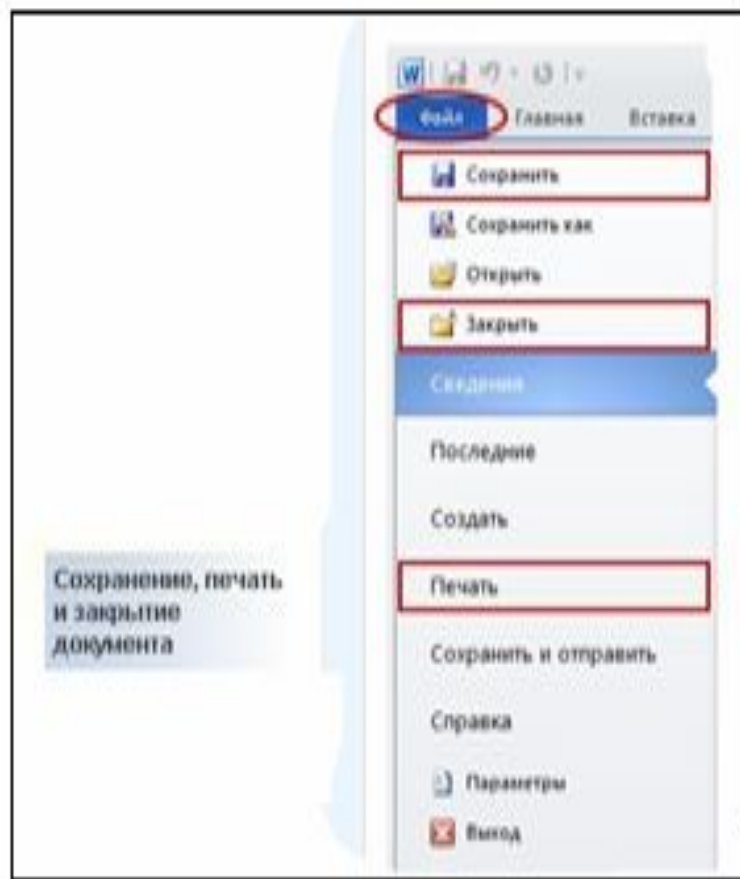 Файл Главная Вставка
Сохранить
Сохранить как
Открыть
Закрыть
Сведения
Последние
Создать
Печать
Сохранить и отправить
Справка
Параметры
Выход
Сохранение, печать
и закрытие
документа